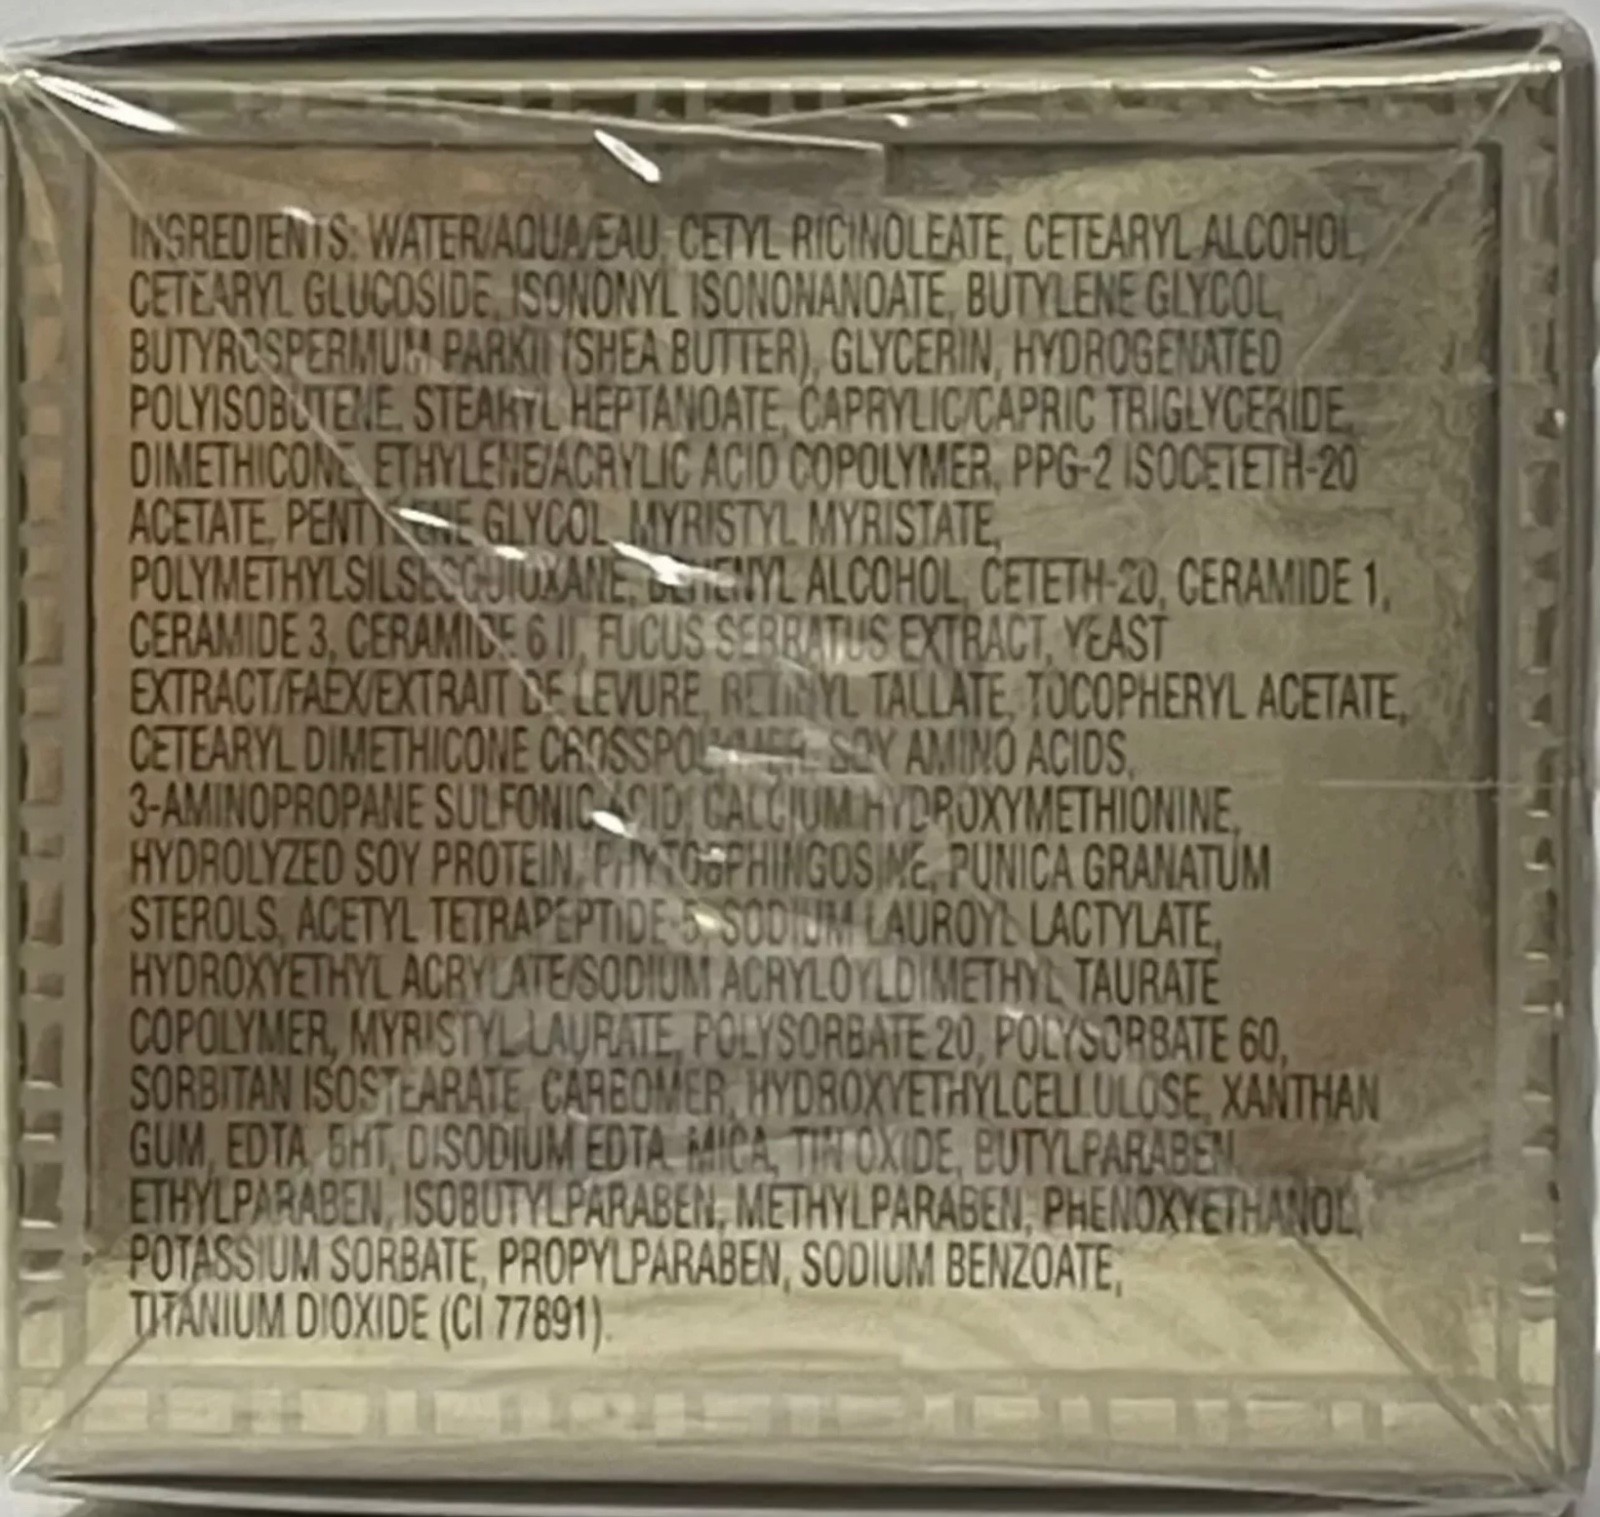 INGREDIENTS: WATER/AQUA/EAU, CETYL RICINOLEATE, CETEARYL ALCOHOL,
CETEARYL GLUCOSIDE, ISONONYL ISONONANOATE, BUTYLENE GLYCOL,
BUTYROSPERMUM PARKII (SHEA BUTTER), GLYCERIN, HYDROGENATED
POLYISOBUTENE, STEARYL HEPTANOATE, CAPRYLIC/CAPRIC TRIGLYCERIDE,
DIMETHICONE, ETHYLENE/ACRYLIC ACID COPOLYMER, PPG-2 ISOCETETH-20
ACETATE, PENTYLENE GLYCOL, MYRISTYL MYRISTATE,
POLYMETHYLSILSESQUIOXANE, BEHENYL ALCOHOL, CETETH-20, CERAMIDE 1,
CERAMIDE 3, CERAMIDE 6 II, FUCUS SERRATUS EXTRACT, YEAST
EXTRACT/FAEX/EXTRAIT DE LEVURE, RETINYL TALLATE, TOCOPHERYL ACETATE,
CETEARYL DIMETHICONE CROSSPOLYMER, SOY AMINO ACIDS,
3-AMINOPROPANE SULFONIC ACID, CALCIUM HYDROXYMETHIONINE,
HYDROLYZED SOY PROTEIN, PHYTOSPHINGOSINE, PUNICA GRANATUM
STEROLS, ACETYL TETRAPEPTIDE-5, SODIUM LAUROYL LACTYLATE,
HYDROXYETHYL ACRYLATE/SODIUM ACRYLOYLDIMETHYL TAURATE
COPOLYMER, MYRISTYL LAURATE, POLYSORBATE 20, POLYSORBATE 60,
SORBITAN ISOSTEARATE, CARBOMER, HYDROXYETHYLCELLULOSE, XANTHAN
GUM, EDTA, BHT, DISODIUM EDTA, MICA, TIN OXIDE, BUTYLPARABEN,
ETHYLPARABEN, ISOBUTYLPARABEN, METHYLPARABEN, PHENOXYETHANOL,
POTASSIUM SORBATE, PROPYLPARABEN, SODIUM BENZOATE,
TITANIUM DIOXIDE (CI 77891).